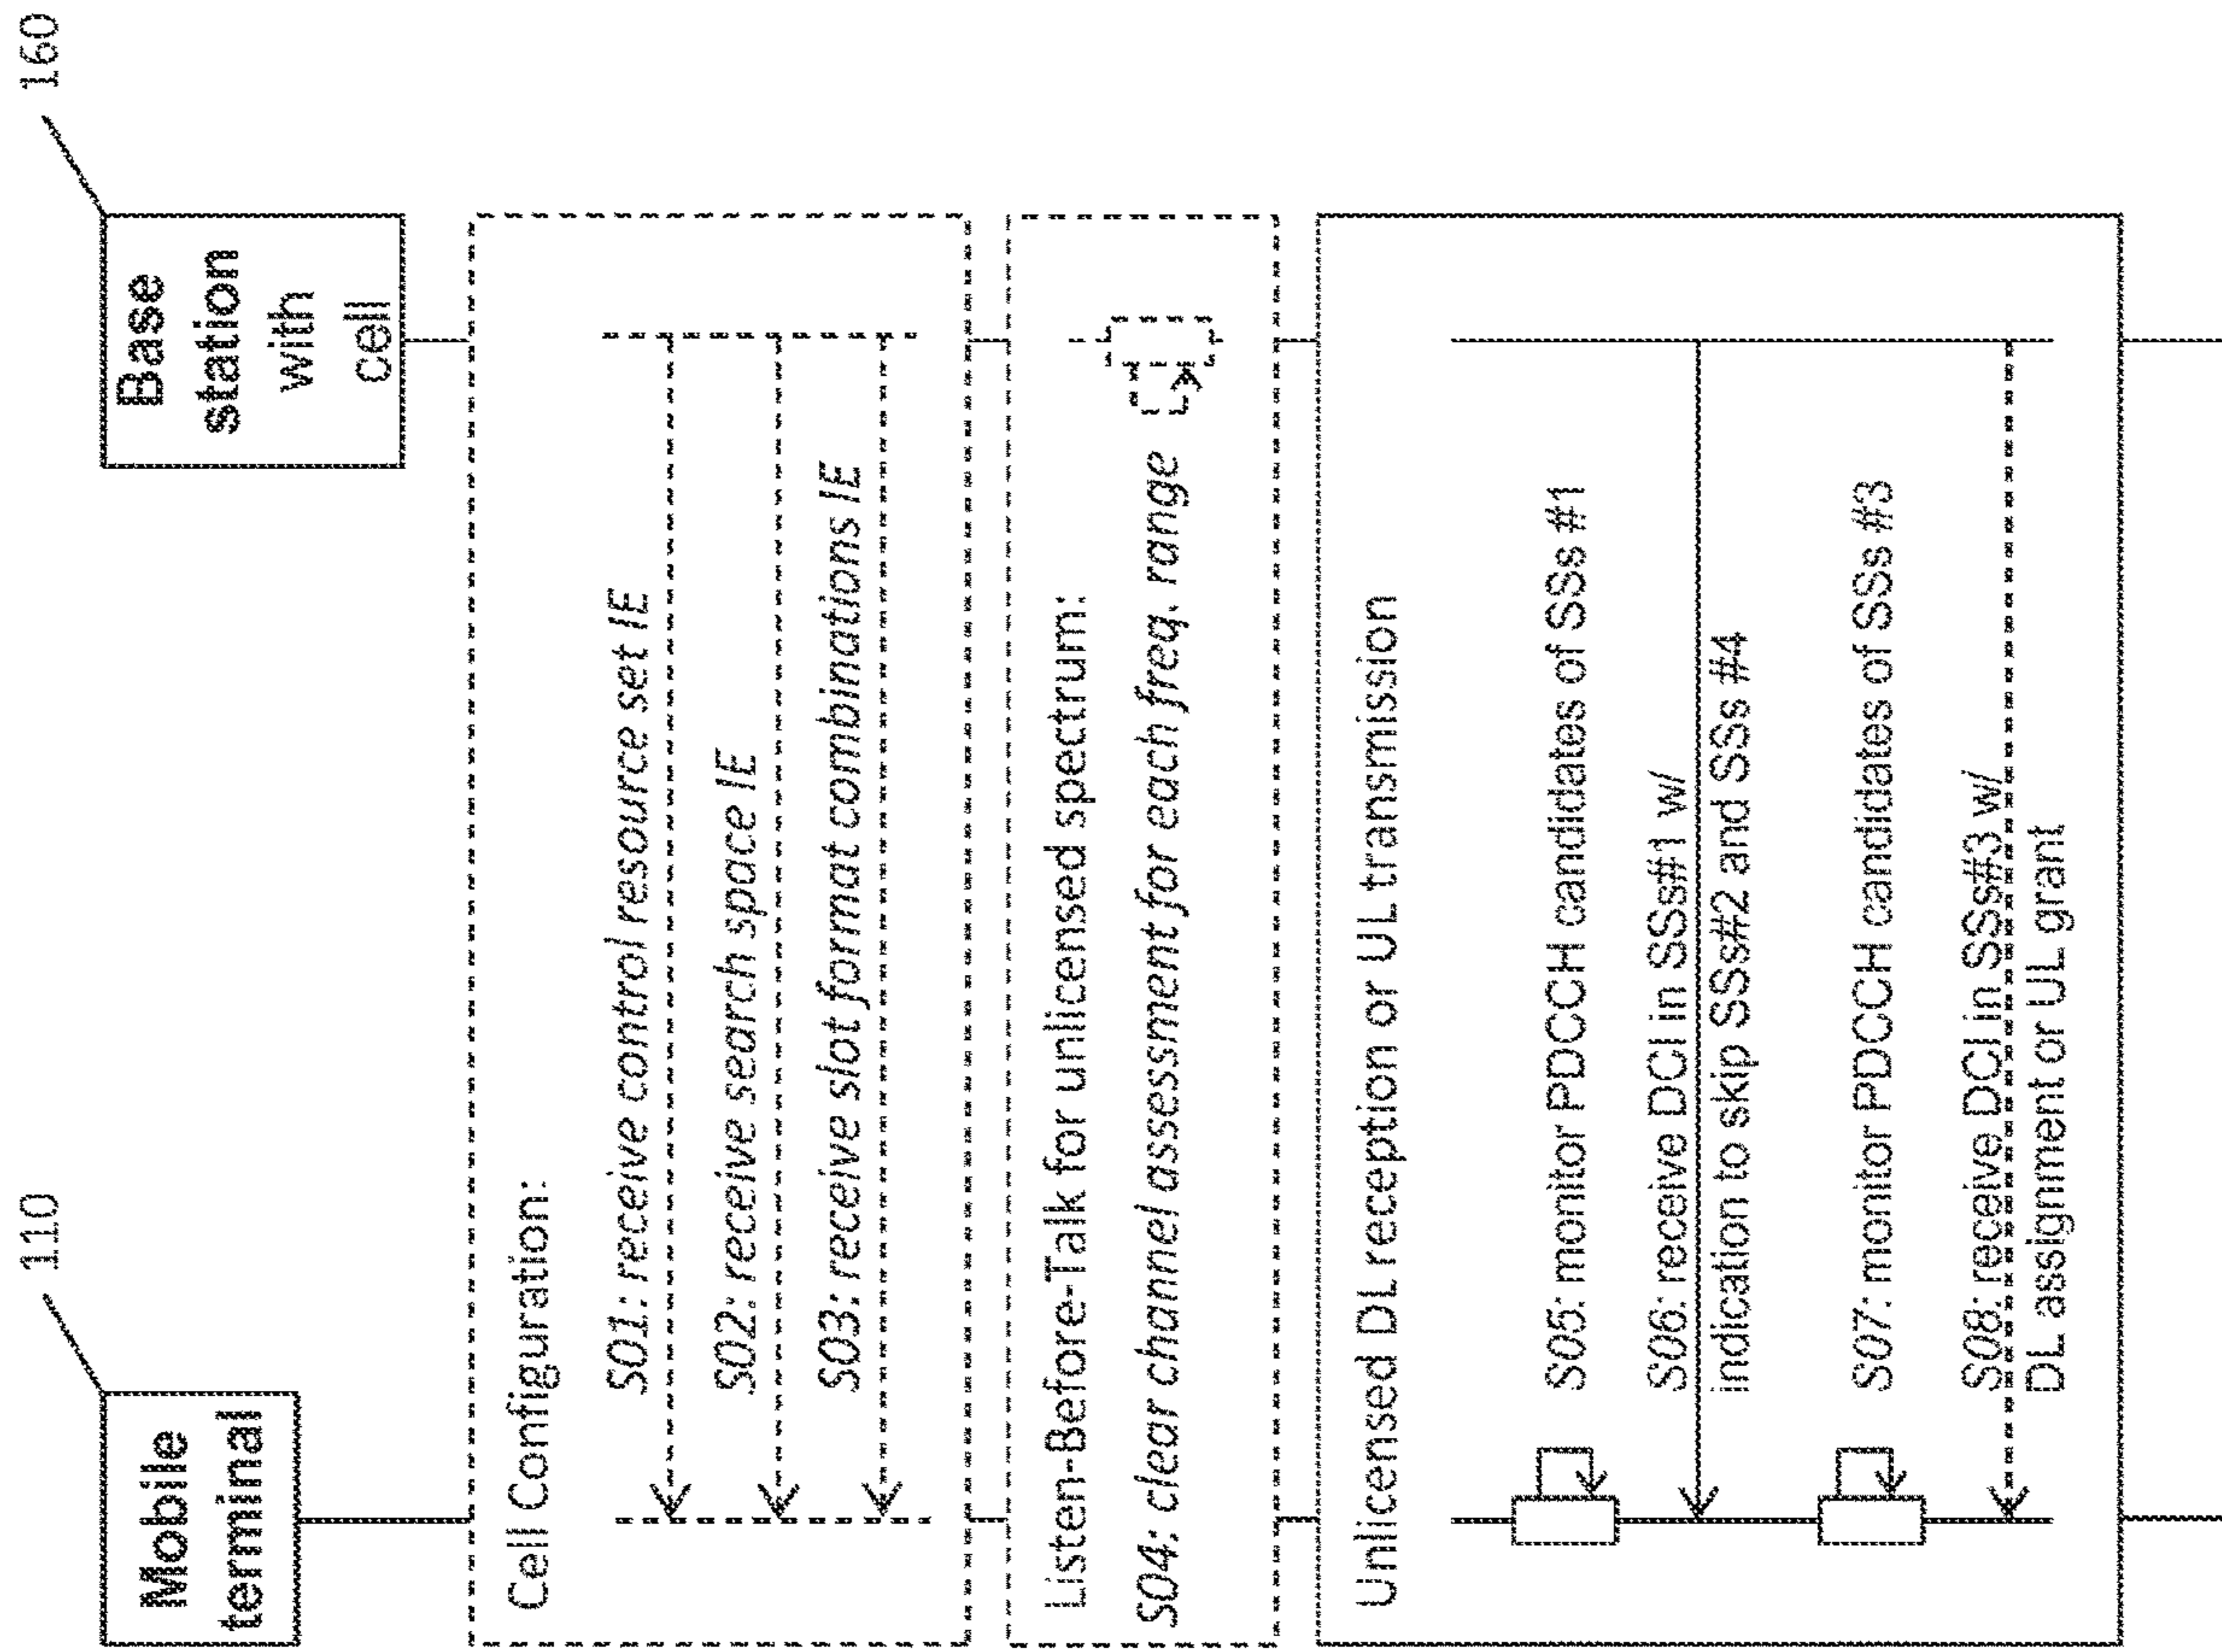 110
160
Mobile
terminal
Base
station
with
cell
Cell Configuration:
S01: receive control resource set IE
S02: receive search space IE
S03: receive slot format combinations IE
Listen-Before-Talk for unlicensed spectrum:
S04: clear channel assessment for each freq. range
Unlicensed DL reception or UL transmission
S05: monitor PDCCH candidates of SSs #1
S06: receive DCI in SSs#1 w/
indication to skip SSs#2 and SSs #4
S07: monitor PDCCH candidates of SSs #3
S08: receive DCI in SSs#3 w/
DL assignment or UL grant